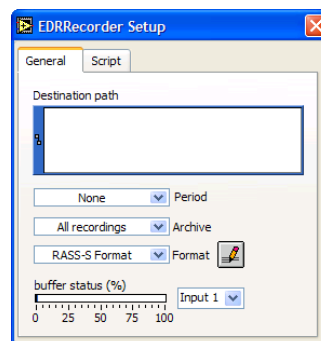 EDRRecorder Setup
General Script
Destination path
None Period
All recordings Archive
RASS-S Format Format
buffer status (%)
Input 1
0 25 50 75 100